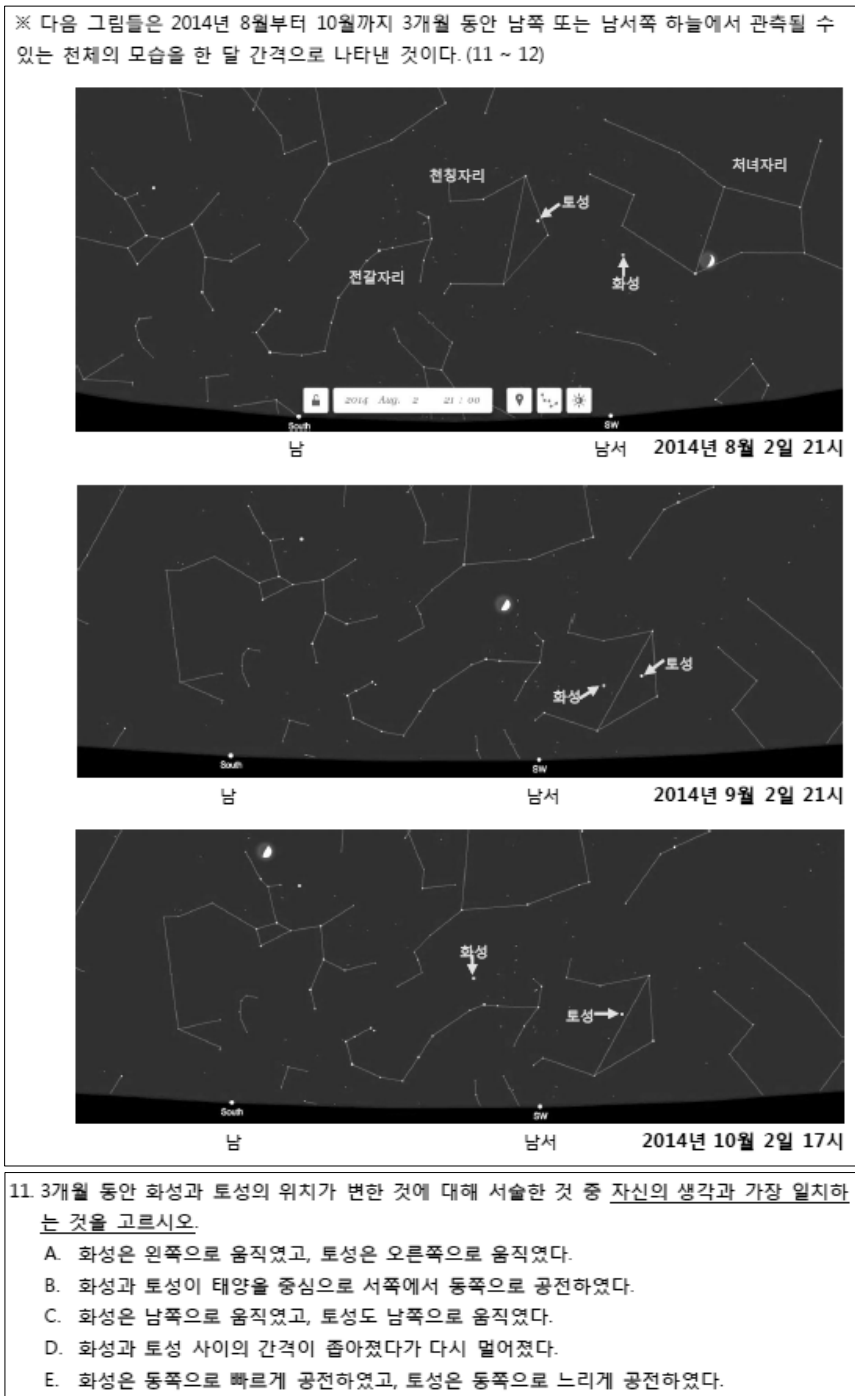 ※ 다음 그림들은 2014년 8월부터 10월까지 3개월 동안 남쪽 또는 남서쪽 하늘에서 관측될 수
있는 천체의 모습을 한 달 간격으로 나타낸 것이다. (11 ~ 12)
천칭자리
처녀자리
토성
전갈자리
화성
2014 Aug. 2 21 : 00
South
SW
남
남서
2014년 8월 2일 21시
토성
화성
South
SW
남
남서
2014년 9월 2일 21시
화성
토성
South
SW
남
남서
2014년 10월 2일 17시
11. 3개월 동안 화성과 토성의 위치가 변한 것에 대해 서술한 것 중 자신의 생각과 가장 일치하
는 것을 고르시오.
A. 화성은 왼쪽으로 움직였고, 토성은 오른쪽으로 움직였다.
B. 화성과 토성이 태양을 중심으로 서쪽에서 동쪽으로 공전하였다.
C. 화성은 남쪽으로 움직였고, 토성도 남쪽으로 움직였다.
D. 화성과 토성 사이의 간격이 좁아졌다가 다시 멀어졌다.
E. 화성은 동쪽으로 빠르게 공전하였고, 토성은 동쪽으로 느리게 공전하였다.